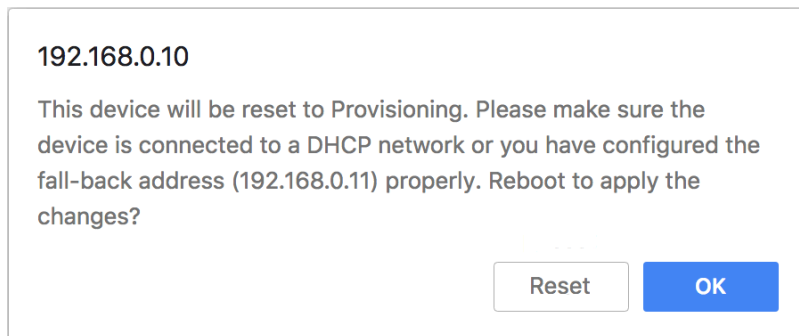 192.168.0.10
This device will be reset to Provisioning. Please make sure the
device is connected to a DHCP network or you have configured the
fall-back address (192.168.0.11) properly. Reboot to apply the
changes?
Reset
OK